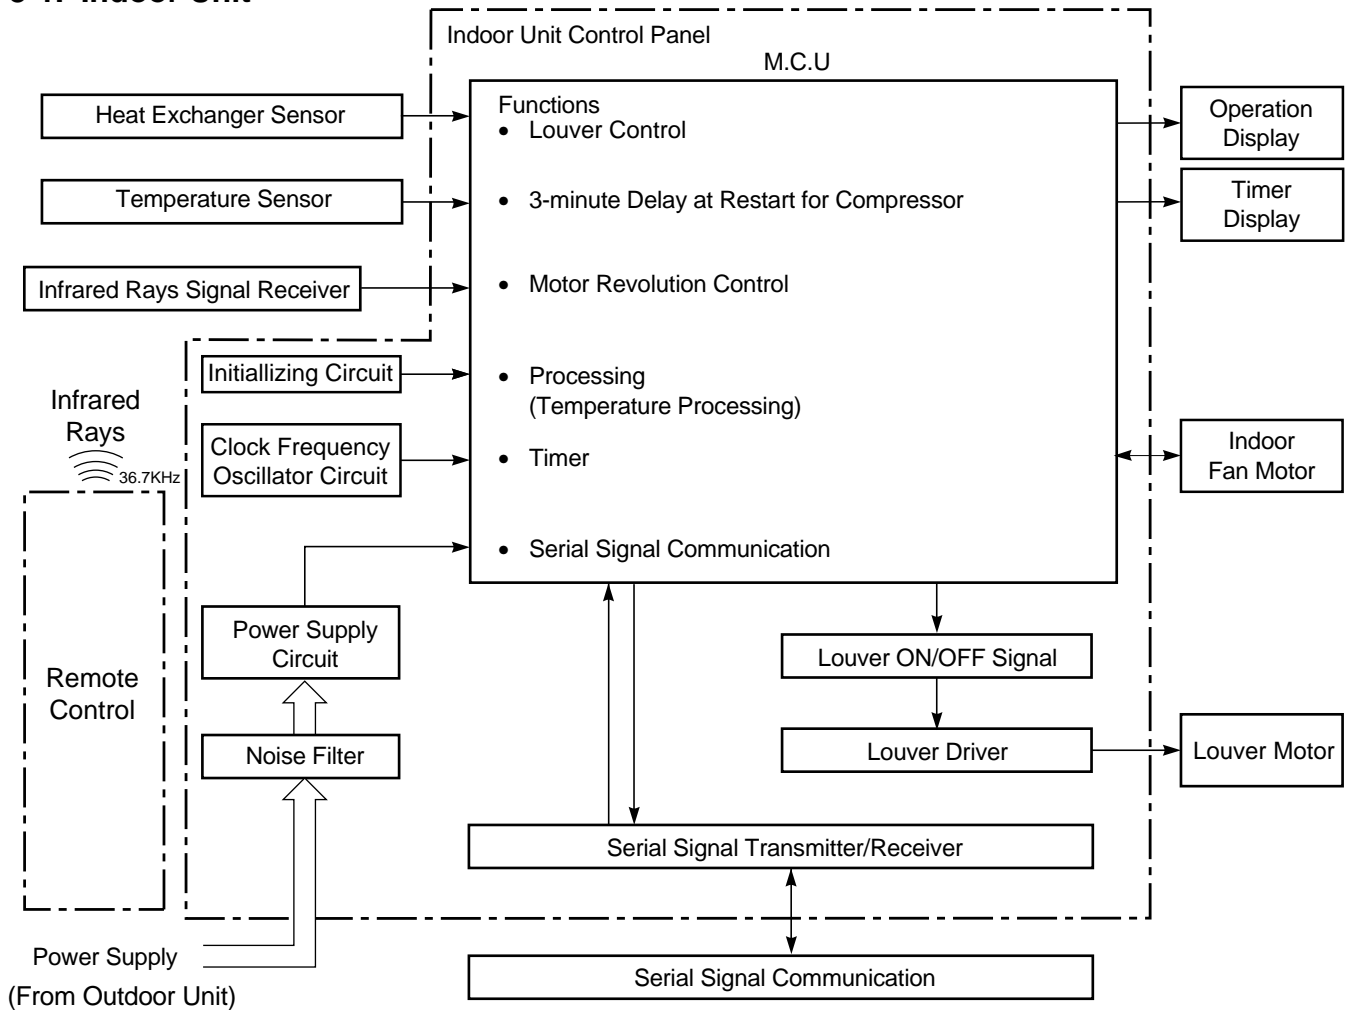 Indoor Unit Control Panel
M.C.U
Heat Exchanger Sensor
Temperature Sensor
Infrared Rays Signal Receiver
Functions
• Louver Control
• 3-minute Delay at Restart for Compressor
• Motor Revolution Control
• Processing
(Temperature Processing)
• Timer
• Serial Signal Communication
Operation
Display
Timer
Display
Initiallizing Circuit
Clock Frequency
Oscillator Circuit
Infrared
Rays
36.7KHz
Remote
Control
Power Supply
Circuit
Noise Filter
Indoor
Fan Motor
Louver ON/OFF Signal
Louver Driver
Louver Motor
Serial Signal Transmitter/Receiver
Serial Signal Communication
Power Supply
(From Outdoor Unit)